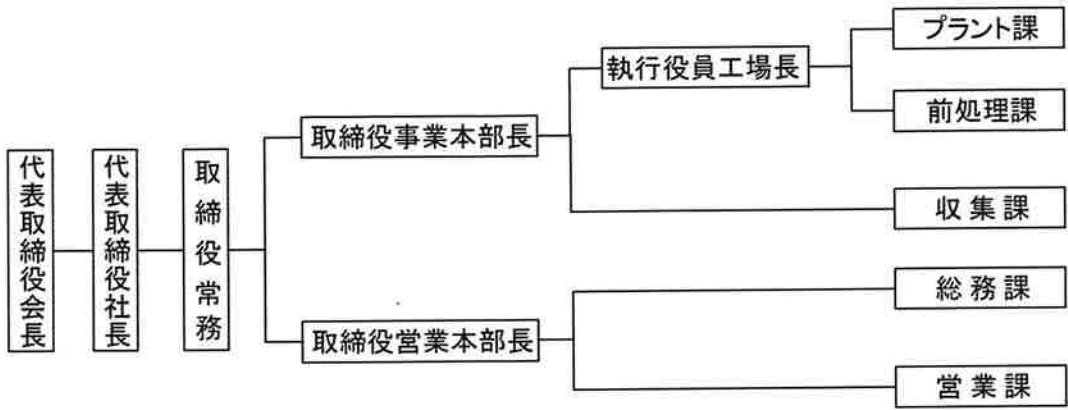 代表取締役会長
代表取締役社長
取締役常務
取締役事業本部長
執行役員工場長
プラント課
前処理課
収集課
取締役営業本部長
総務課
営業課